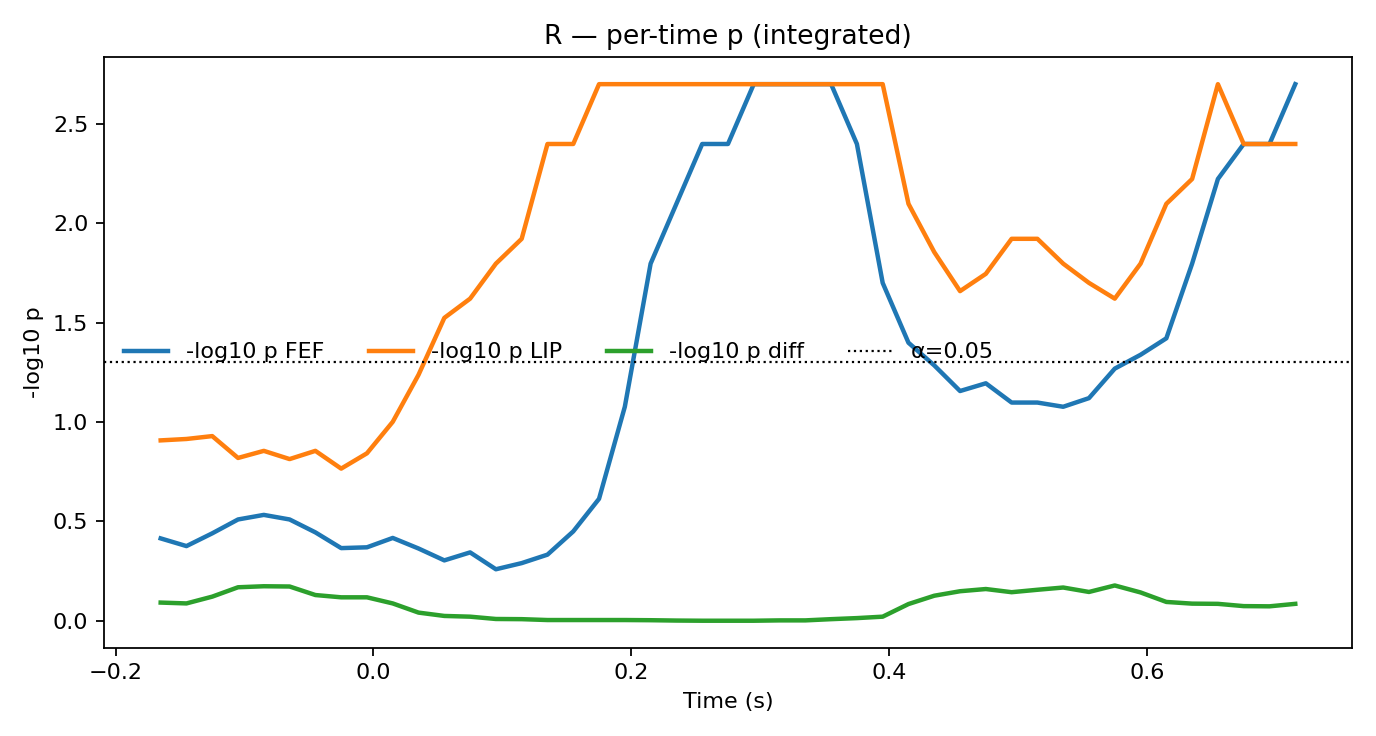 R — per-time p (integrated)
-log10 p
2.5
2.0
1.5
1.0
0.5
0.0
-log10 p FEF
-log10 p LIP
-log10 p diff
α=0.05
−0.2
0.0
0.2
0.4
0.6
Time (s)